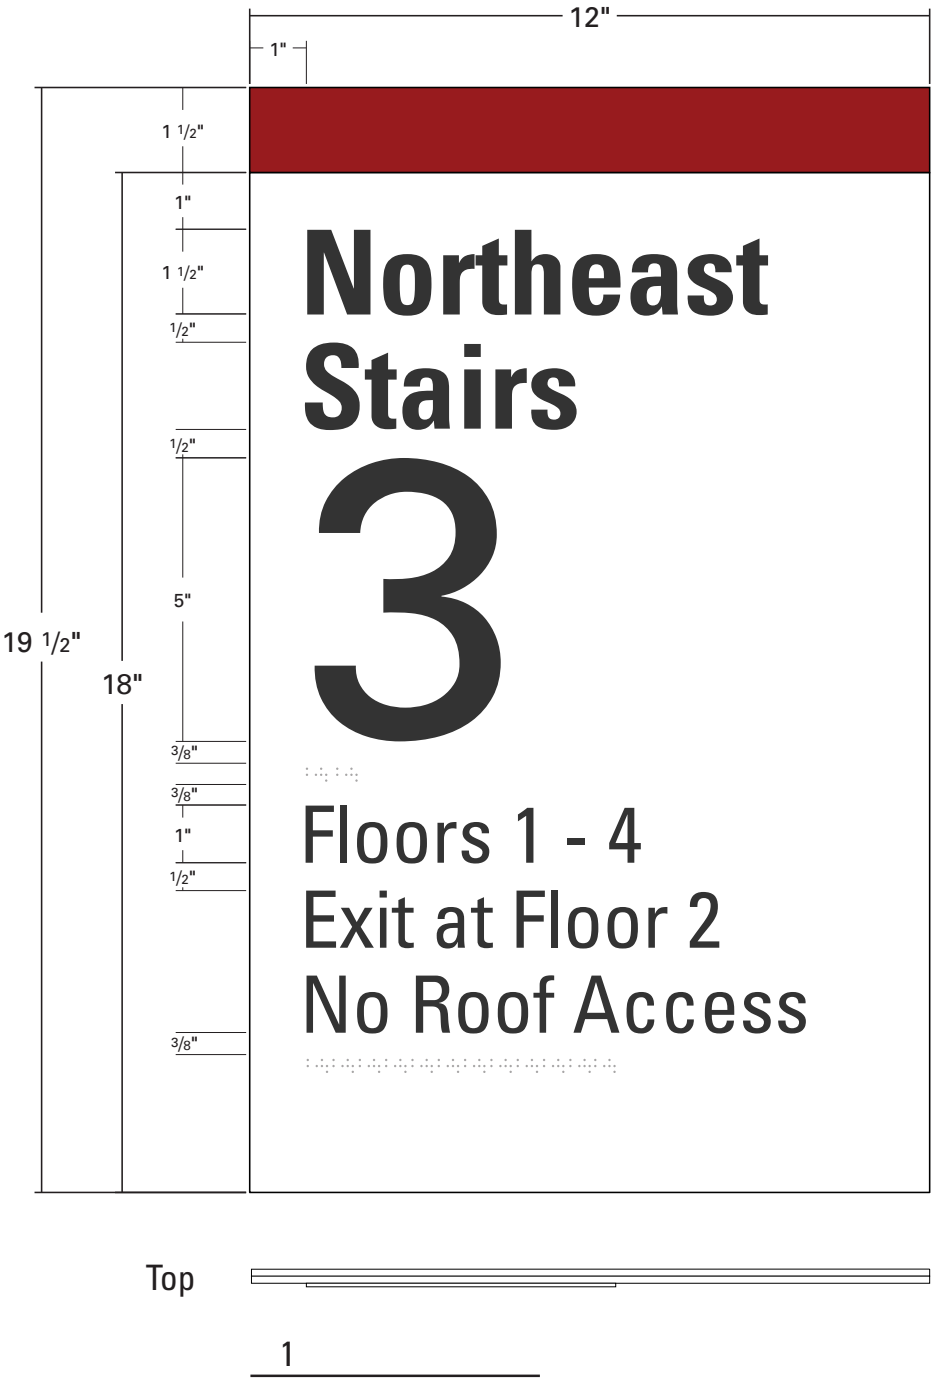 12"
1"
1 1/2"
1"
1 1/2"
1/2"
Northeast
Stairs
1/2"
3
5"
19 1/2"
18"
3/8"
3/8"
Floors 1 - 4
1"
1/2"
Exit at Floor 2
No Roof Access
3/8"
Top
1